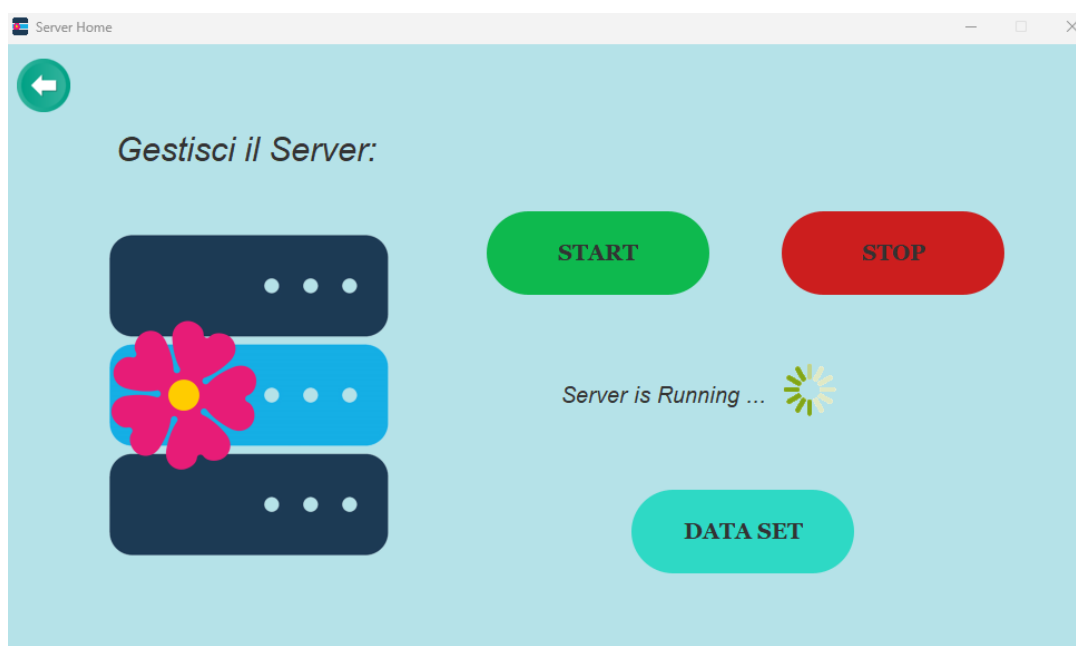 Server Home
Gestisci il Server:
START
STOP
Server is Running ...
DATA SET